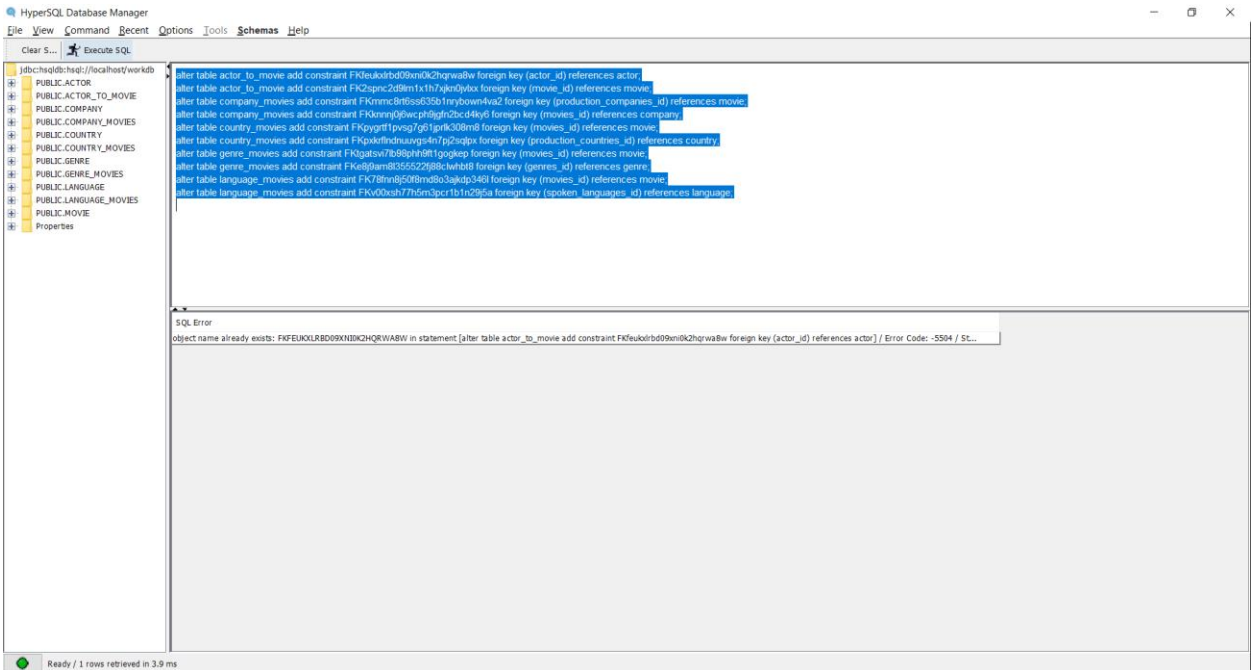 HyperSQL Database Manager
File View Command Recent Options Tools Schemas Help
Clear S... Execute SQL
jdbc:hsqldb:hsql://localhost/workdb
PUBLIC.ACTOR
PUBLIC.ACTOR_TO_MOVIE
PUBLIC.COMPANY
PUBLIC.COMPANY_MOVIES
PUBLIC.COUNTRY
PUBLIC.COUNTRY_MOVIES
PUBLIC.GENRE
PUBLIC.GENRE_MOVIES
PUBLIC.LANGUAGE
PUBLIC.LANGUAGE_MOVIES
PUBLIC.MOVIE
Properties
alter table actor_to_movie add constraint FKfeukxlrbd09xni0k2hqrwa8w foreign key (actor_id) references actor;
alter table actor_to_movie add constraint FK2spnc2d9lm1x1h7xjkn0jvlxx foreign key (movie_id) references movie;
alter table company_movies add constraint FKmmc8rt6ss635b1nrybown4va2 foreign key (production_companies_id) references movie;
alter table company_movies add constraint FKknnnj0j6wcph9jgfn2bcd4ky6 foreign key (movies_id) references company;
alter table country_movies add constraint FKpygrtf1pvsg7g61jprlk308m8 foreign key (movies_id) references movie;
alter table country_movies add constraint FKpxkrflndnuuvgs4n7pj2sqlpx foreign key (production_countries_id) references country;
alter table genre_movies add constraint FKtgatsvi7lb98phh9ft1gogkep foreign key (movies_id) references movie;
alter table genre_movies add constraint FKe8j9am8l355522fj88clwhbt8 foreign key (genres_id) references genre;
alter table language_movies add constraint FK78fnn8j50f8md8o3ajkdp346l foreign key (movies_id) references movie;
alter table language_movies add constraint FKv00xsh77h5m3pcr1b1n29j5a foreign key (spoken_languages_id) references language;
SQL Error
object name already exists: FKFEUKXLRBD09XNI0K2HQRWA8W in statement [alter table actor_to_movie add constraint FKfeukxlrbd09xni0k2hqrwa8w foreign key (actor_id) references actor] / Error Code: -5504 / St...
Ready / 1 rows retrieved in 3.9 ms